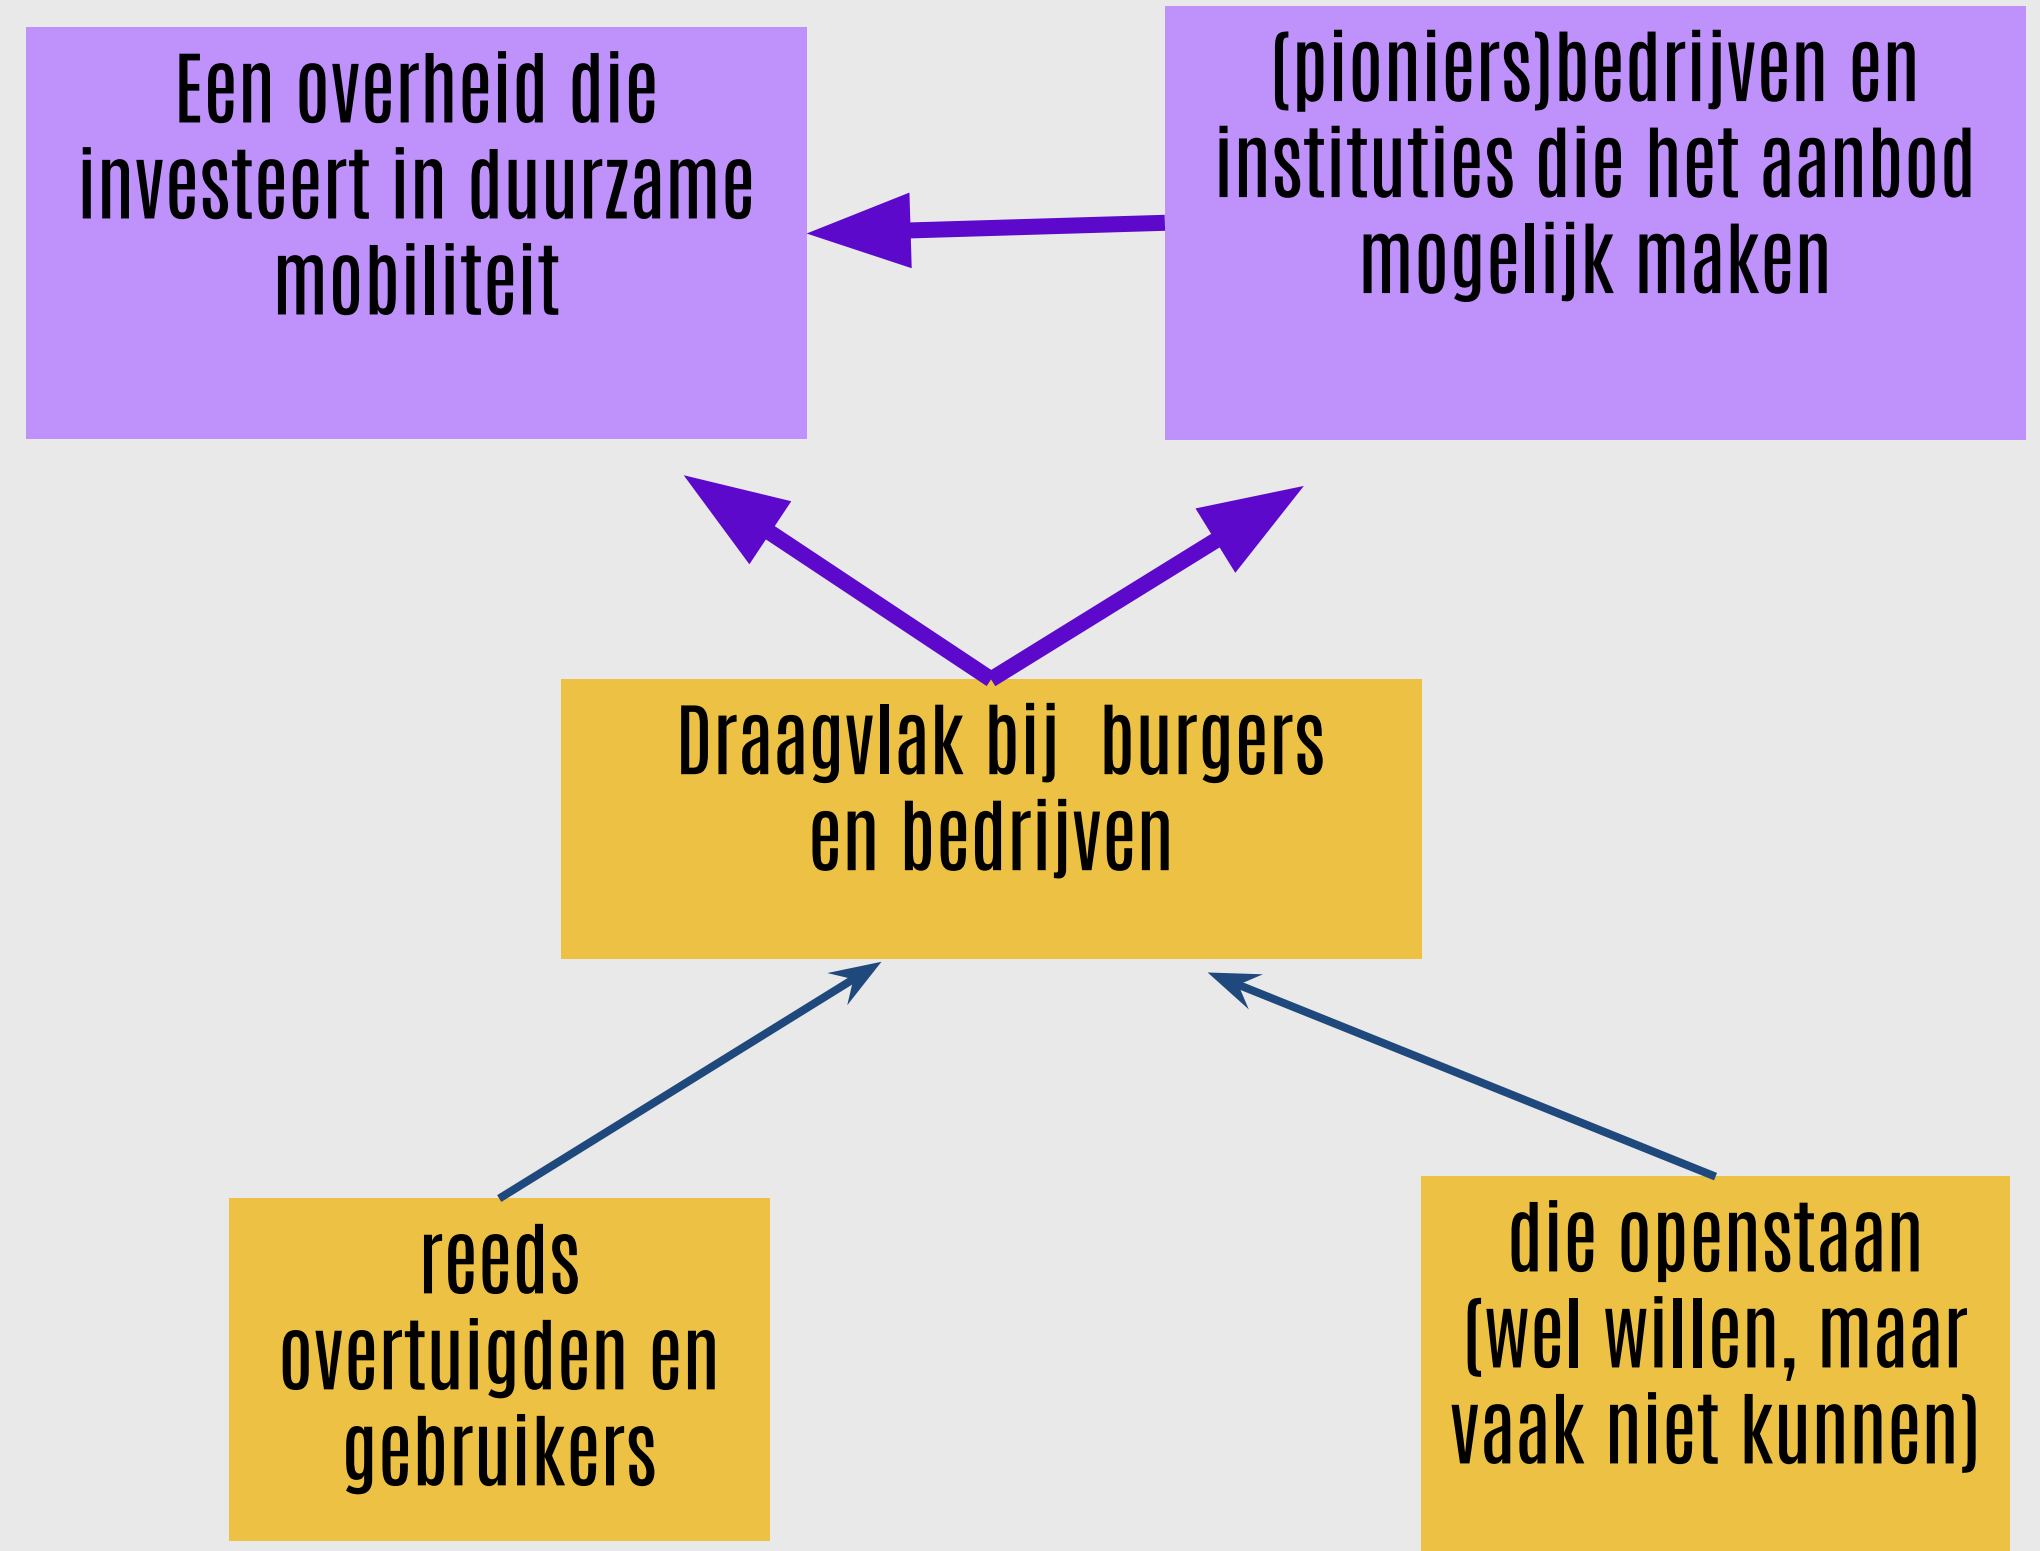 Een overheid die
investeert in duurzame
mobiliteit
(pioniers)bedrijven en
instituties die het aanbod
mogelijk maken
Draagvlak bij  burgers
en bedrijven
reeds
overtuigden en
gebruikers
die openstaan
(wel willen, maar
vaak niet kunnen)